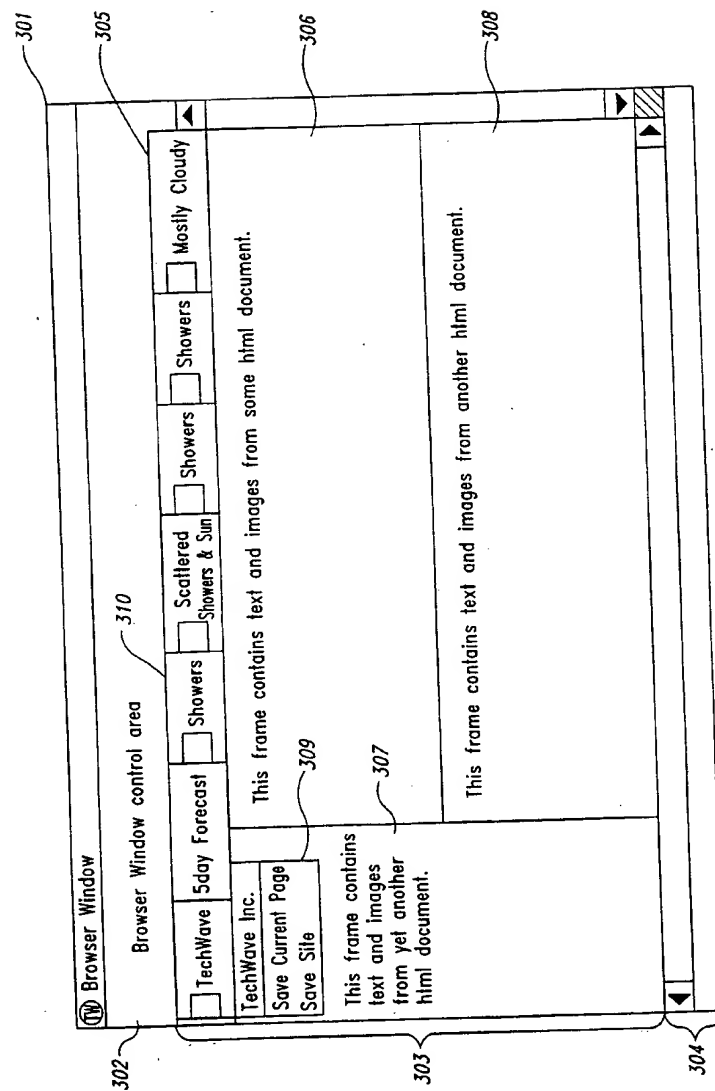 301
TW Browser Window
302
Browser Window control area
310
305
TechWave
5day Forecast
Showers
Scattered
Showers & Sun
Showers
Showers
Mostly Cloudy
TechWave Inc.
Save Current Page
Save Site
309
This frame contains text and images from some html document.
306
307
This frame contains
text and images
from yet another
html document.
This frame contains text and images from another html document.
308
303
304